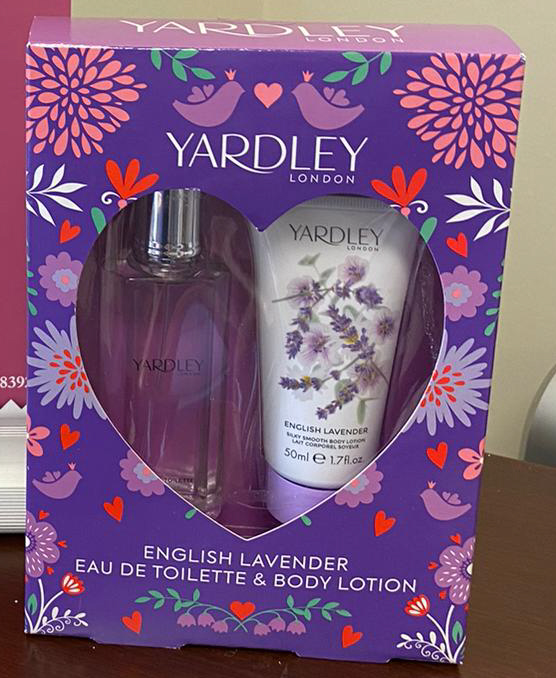 YARDLEY
LONDON
YARDLEY
LONDON
YARDLEY
LONDON
YARDLEY
LONDON
ENGLISH LAVENDER
SILKY SMOOTH BODY LOTION
LAIT CORPOREL SOYEUX
50ml e 1.7fl.oz.
ENGLISH LAVENDER
EAU DE TOILETTE & BODY LOTION